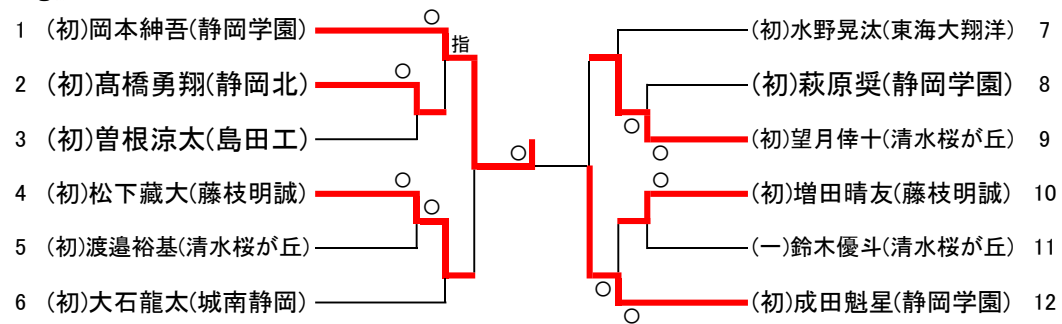 1 (初)岡本紳吾(静岡学園)
2 (初)髙橋勇翔(静岡北)
3 (初)曽根涼太(島田工)
4 (初)松下藏大(藤枝明誠)
5 (初)渡邉裕基(清水桜が丘)
6 (初)大石龍太(城南静岡)
○
指
○
○
○
○
○
○
○
○
○
○
(初)水野晃汰(東海大翔洋) 7
(初)萩原奨(静岡学園) 8
(初)望月倖十(清水桜が丘) 9
(初)増田晴友(藤枝明誠) 10
(一)鈴木優斗(清水桜が丘) 11
(初)成田魁星(静岡学園) 12